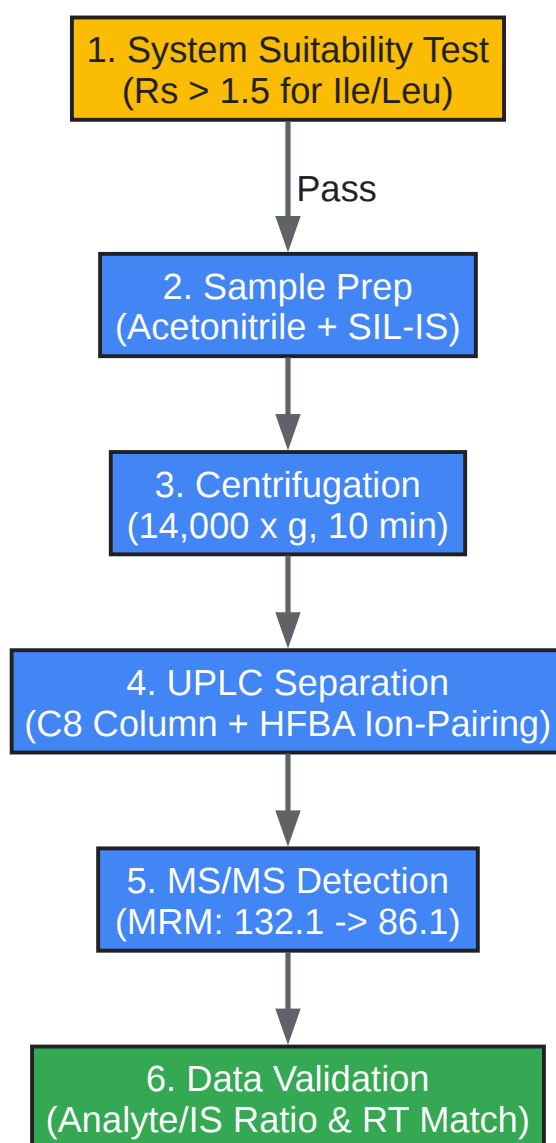 1. System Suitability Test
(Rs > 1.5 for Ile/Leu)
Pass
2. Sample Prep
(Acetonitrile + SIL-IS)
3. Centrifugation
(14,000 x g, 10 min)
4. UPLC Separation
(C8 Column + HFBA Ion-Pairing)
5. MS/MS Detection
(MRM: 132.1 -> 86.1)
6. Data Validation
(Analyte/IS Ratio & RT Match)